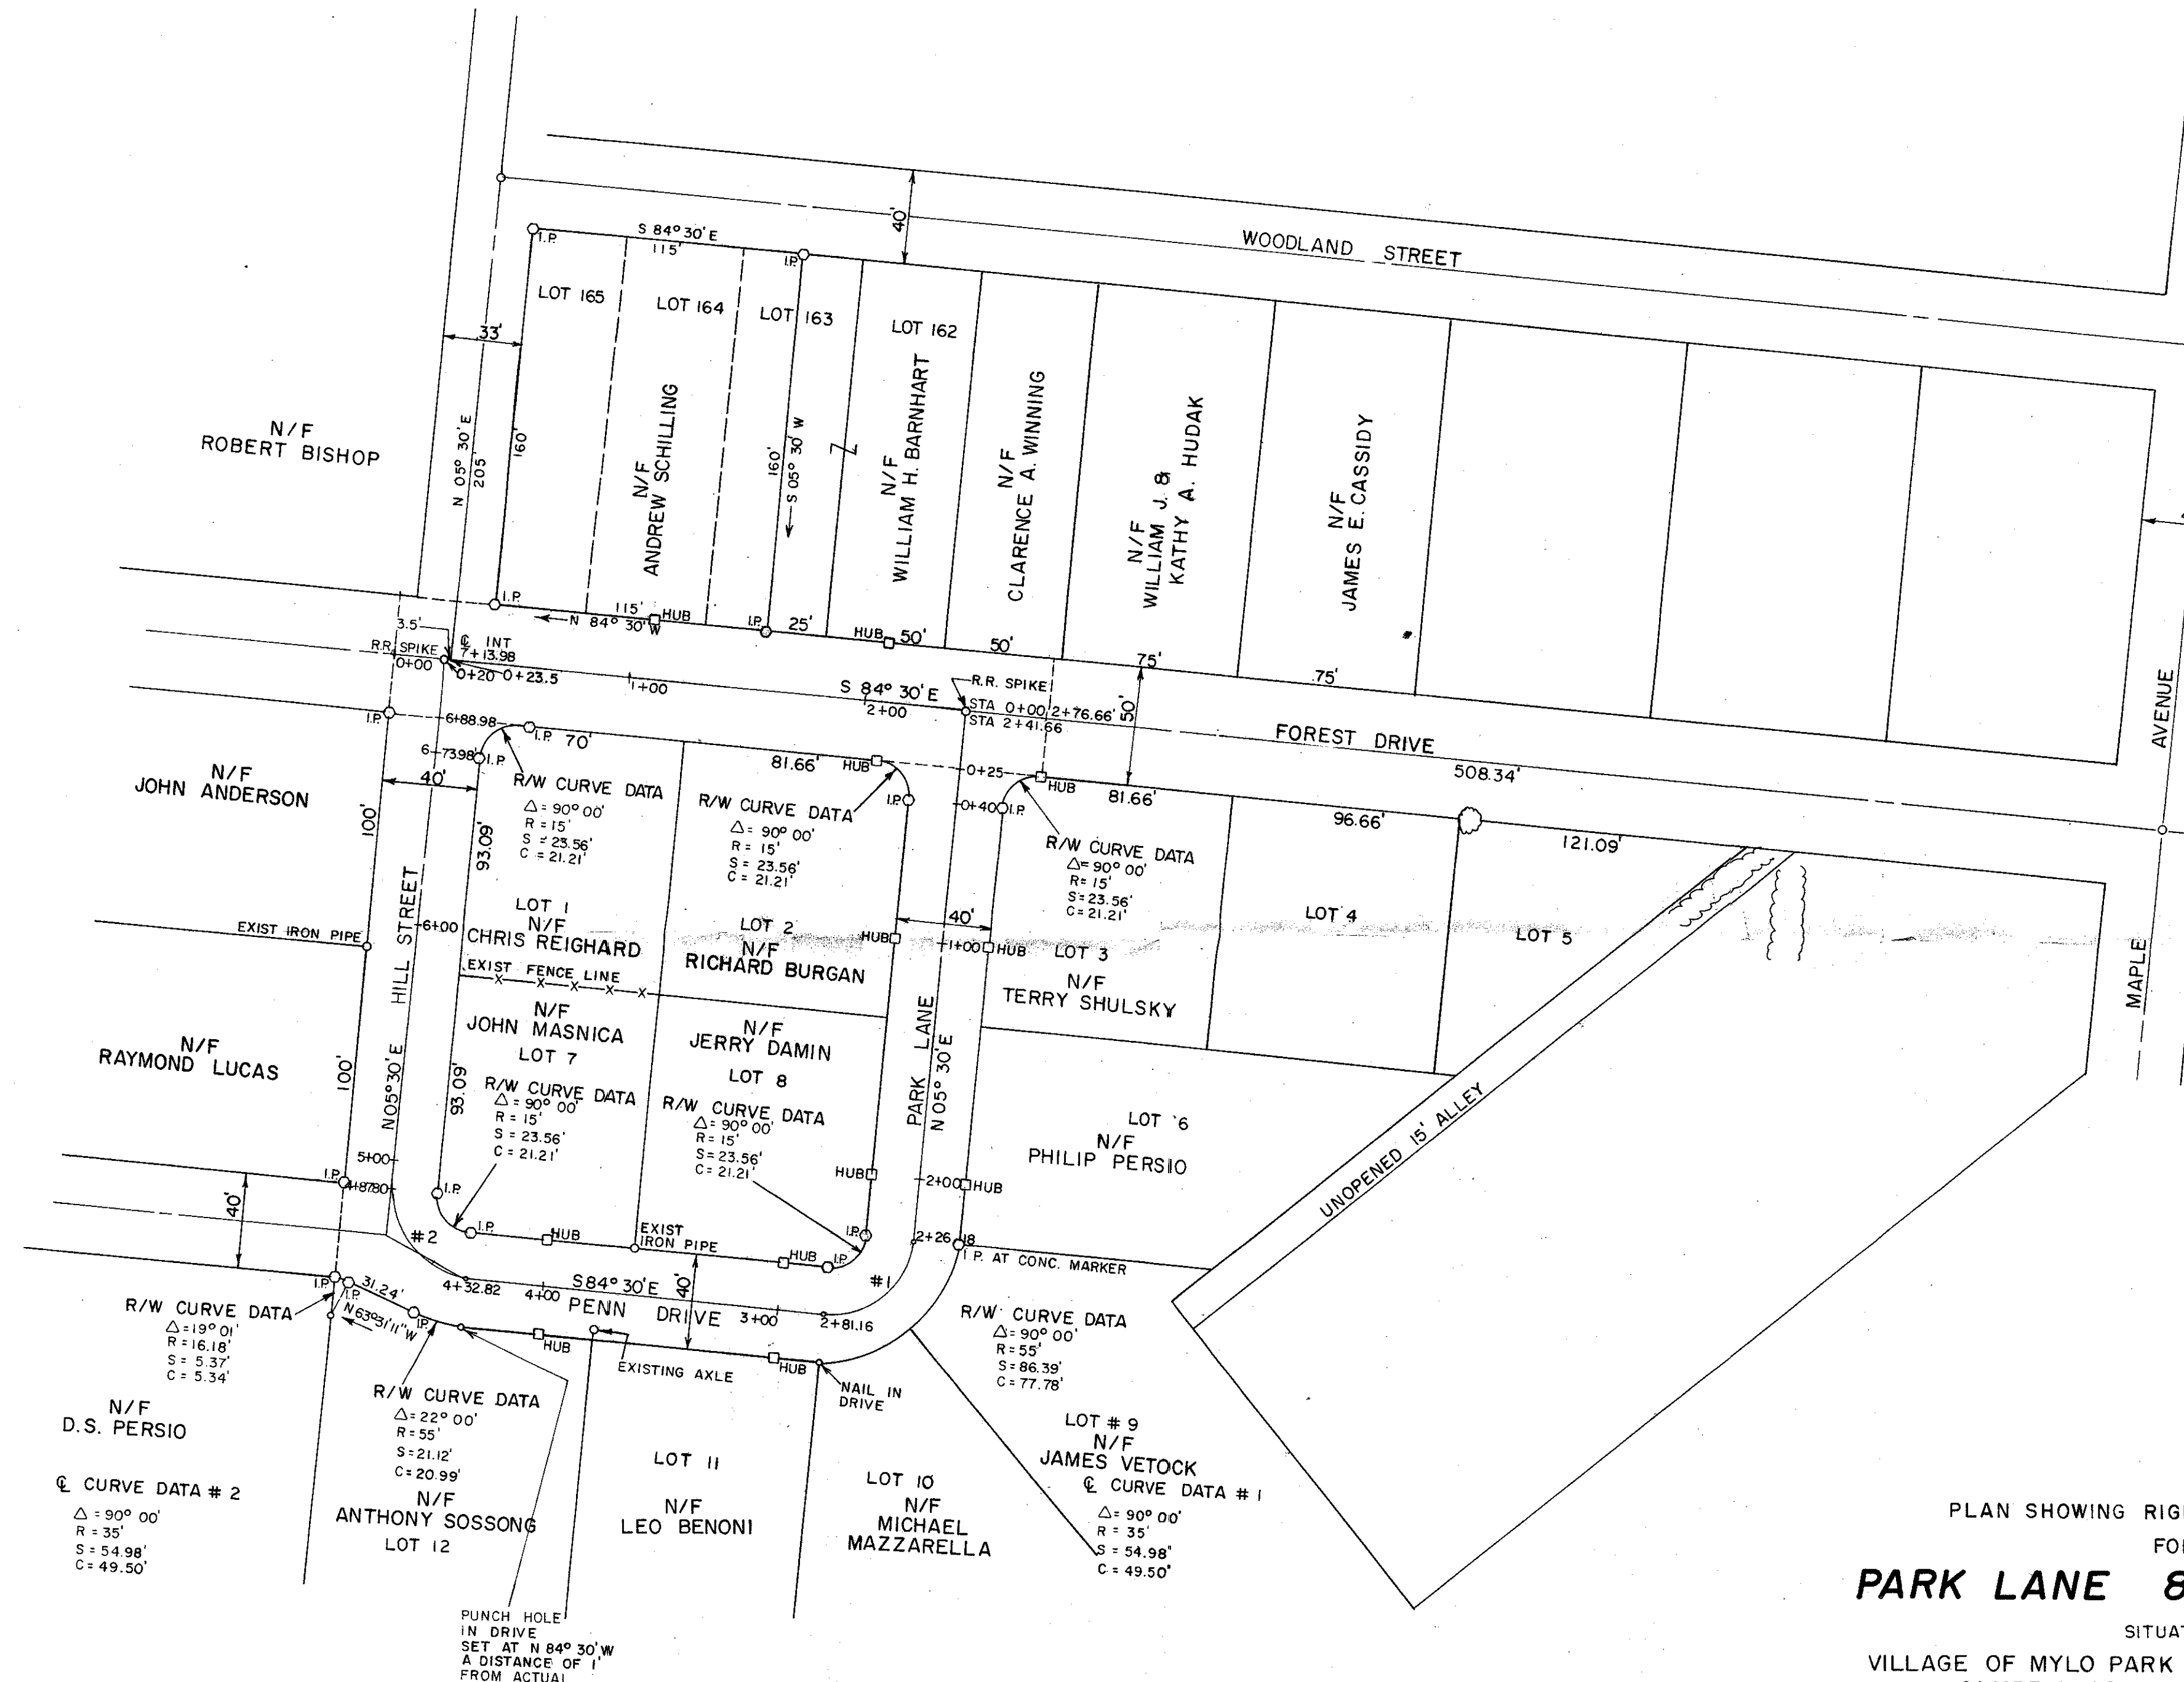 WOODLAND STREET
40'
S 84° 30' E
115'
I.P.
I.P.
LOT 165
LOT 164
LOT 163
LOT 162
33'
N 05° 30' E
205'
160'
160'
S 05° 30' W
N/F
ROBERT BISHOP
N/F
ANDREW SCHILLING
N/F
WILLIAM H. BARNHART
N/F
CLARENCE A. WINNING
N/F
WILLIAM J. &
KATHY A. HUDAK
N/F
JAMES E. CASSIDY
I.P.
115'
HUB
N 84° 30' W
I.P.
25'
HUB
50'
50'
75'
75'
3.5'
R.R. SPIKE
0+00
℄ INT
7+13.98
0+20
0+23.5
1+00
S 84° 30' E
2+00
R.R. SPIKE
STA 0+00
2+76.66'
STA 2+41.66
50'
FOREST DRIVE
508.34'
AVENUE
MAPLE
I.P.
6+88.98
I.P.
70'
6+73.98
I.P.
81.66'
HUB
I.P.
0+25
HUB
0+40
I.P.
81.66'
96.66'
121.09'
N/F
JOHN ANDERSON
40'
100'
93.09'
R/W CURVE DATA
Δ = 90° 00'
R = 15'
S = 23.56'
C = 21.21'
R/W CURVE DATA
Δ = 90° 00'
R = 15'
S = 23.56'
C = 21.21'
R/W CURVE DATA
Δ = 90° 00'
R = 15'
S = 23.56'
C = 21.21'
HILL STREET
6+00
EXIST IRON PIPE
LOT 1
N/F
CHRIS REIGHARD
EXIST FENCE LINE
X X X X X
LOT 2
N/F
RICHARD BURGAN
HUB
40'
1+00
HUB
LOT 3
N/F
TERRY SHULSKY
LOT 4
LOT 5
N/F
RAYMOND LUCAS
100'
N05° 30' E
93.09'
N/F
JOHN MASNICA
LOT 7
R/W CURVE DATA
Δ = 90° 00'
R = 15'
S = 23.56'
C = 21.21'
N/F
JERRY DAMIN
LOT 8
R/W CURVE DATA
Δ = 90° 00'
R = 15'
S = 23.56'
C = 21.21'
PARK LANE
N 05° 30' E
LOT 6
N/F
PHILIP PERSIO
UNOPENED 15' ALLEY
5+00
I.P.
4+87.80
40'
I.P.
I.P.
#2
HUB
EXIST
IRON PIPE
HUB
I.P.
I.P.
HUB
2+00
HUB
2+26.18
I.P. AT CONC. MARKER
#1
I.P.
I.P.
31.24'
N 63° 31' 11" W
I.P.
4+32.82
4+00
S 84° 30' E
PENN DRIVE
40'
3+00
2+81.16
HUB
EXISTING AXLE
HUB
NAIL IN
DRIVE
R/W CURVE DATA
Δ = 19° 01'
R = 16.18'
S = 5.37'
C = 5.34'
N/F
D.S. PERSIO
R/W CURVE DATA
Δ = 22° 00'
R = 55'
S = 21.12'
C = 20.99'
N/F
ANTHONY SOSSONG
LOT 12
LOT 11
N/F
LEO BENONI
LOT 10
N/F
MICHAEL
MAZZARELLA
R/W CURVE DATA
Δ = 90° 00'
R = 55'
S = 86.39'
C = 77.78'
LOT # 9
N/F
JAMES VETOCK
℄ CURVE DATA # 1
Δ = 90° 00'
R = 35'
S = 54.98'
C = 49.50'
℄ CURVE DATA # 2
Δ = 90° 00'
R = 35'
S = 54.98'
C = 49.50'
PUNCH HOLE
IN DRIVE
SET AT N 84° 30' W
A DISTANCE OF 1'
FROM ACTUAL
PLAN SHOWING RIG
FO
PARK LANE &
SITUAT
VILLAGE OF MYLO PARK